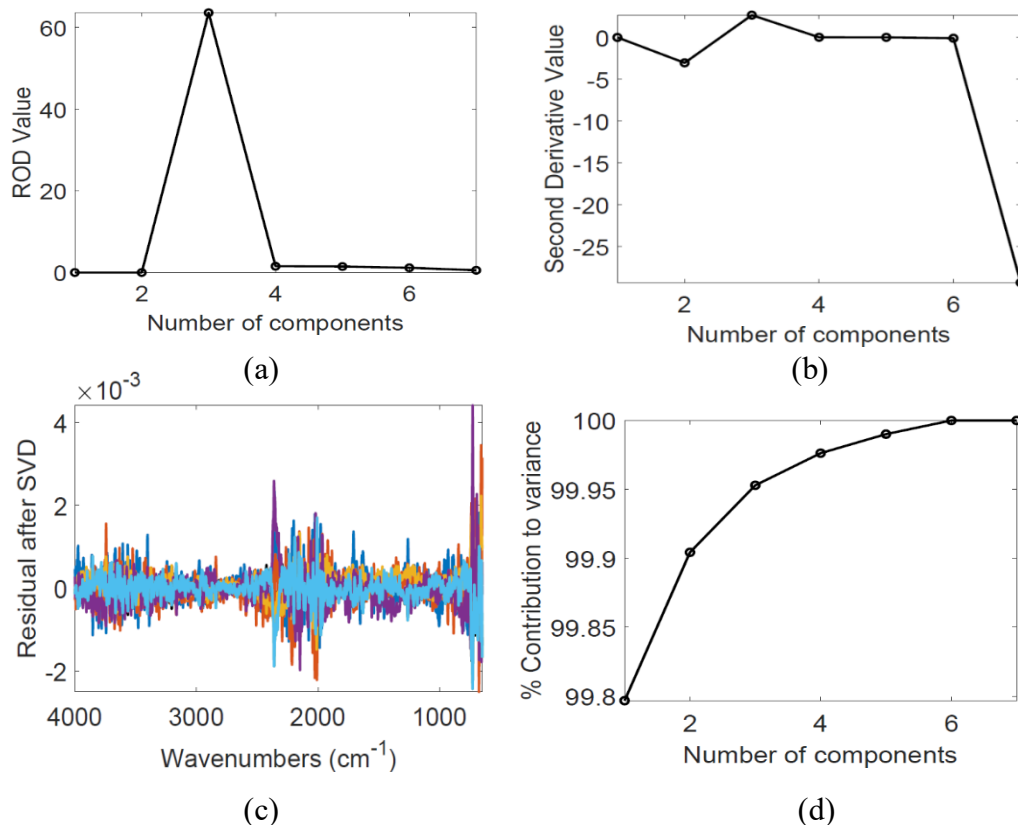 60
40
20
0
2
4
6
ROD Value
Number of components
(a)
0
-5
-10
-15
-20
-25
2
4
6
Second Derivative Value
Number of components
(b)
×10⁻³
4
2
0
-2
4000
3000
2000
1000
Residual after SVD
Wavenumbers (cm⁻¹)
(c)
100
99.95
99.9
99.85
99.8
2
4
6
% Contribution to variance
Number of components
(d)